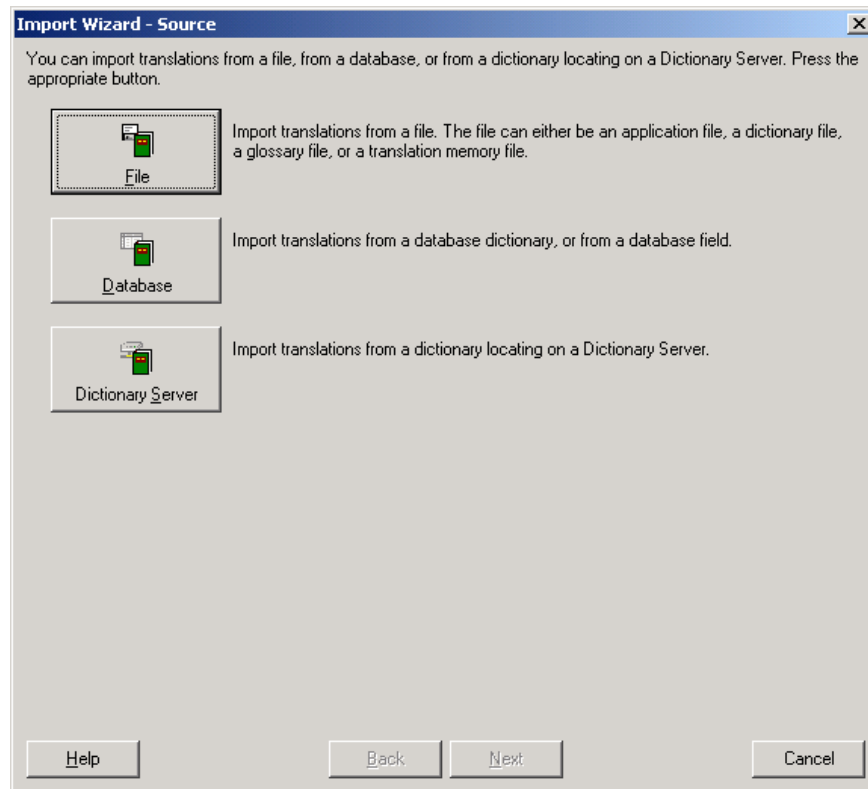 Import Wizard - Source
You can import translations from a file, from a database, or from a dictionary locating on a Dictionary Server. Press the
appropriate button.
File
Import translations from a file. The file can either be an application file, a dictionary file,
a glossary file, or a translation memory file.
Database
Import translations from a database dictionary, or from a database field.
Dictionary Server
Import translations from a dictionary locating on a Dictionary Server.
Help
Back
Next
Cancel